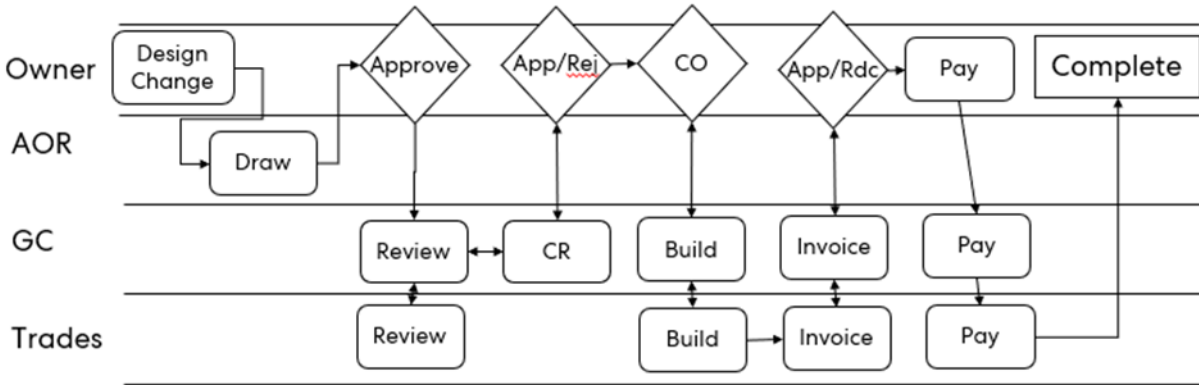 Owner
Design
Change
Approve
App/Rej
CO
App/Rdc
Pay
Complete
AOR
Draw
GC
Review
CR
Build
Invoice
Pay
Trades
Review
Build
Invoice
Pay